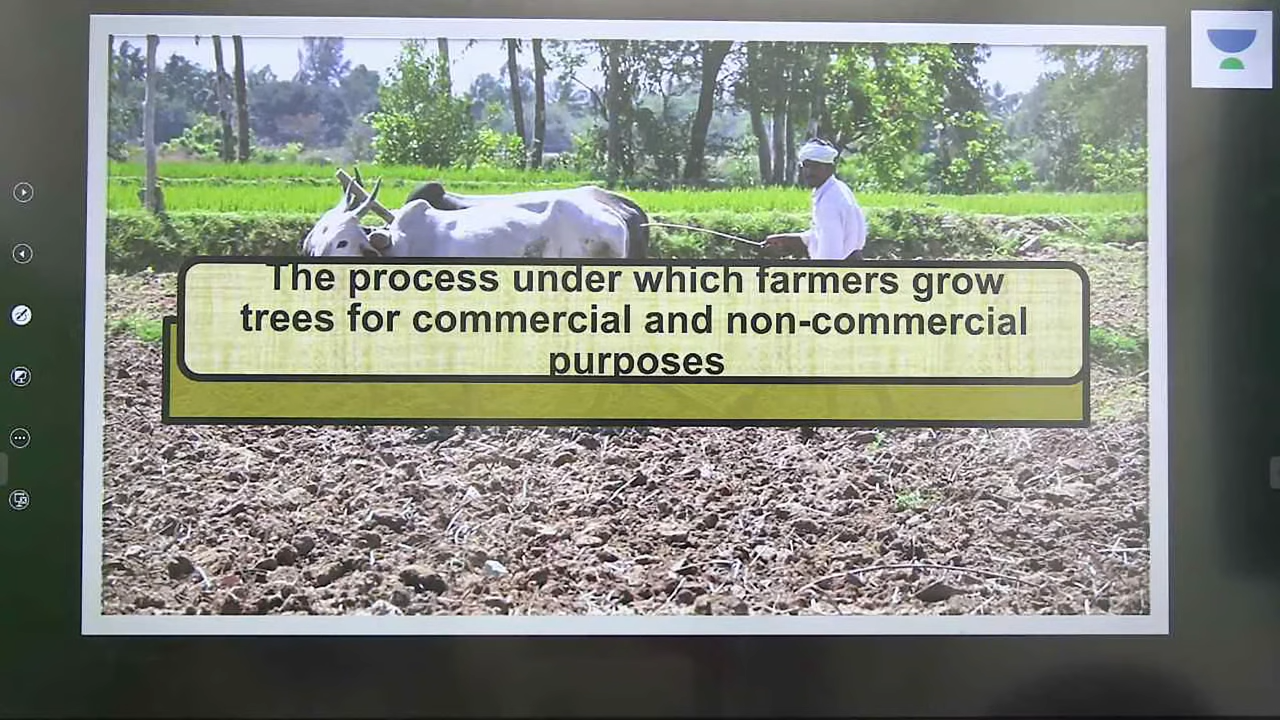 The process under which farmers grow
trees for commercial and non-commercial
purposes